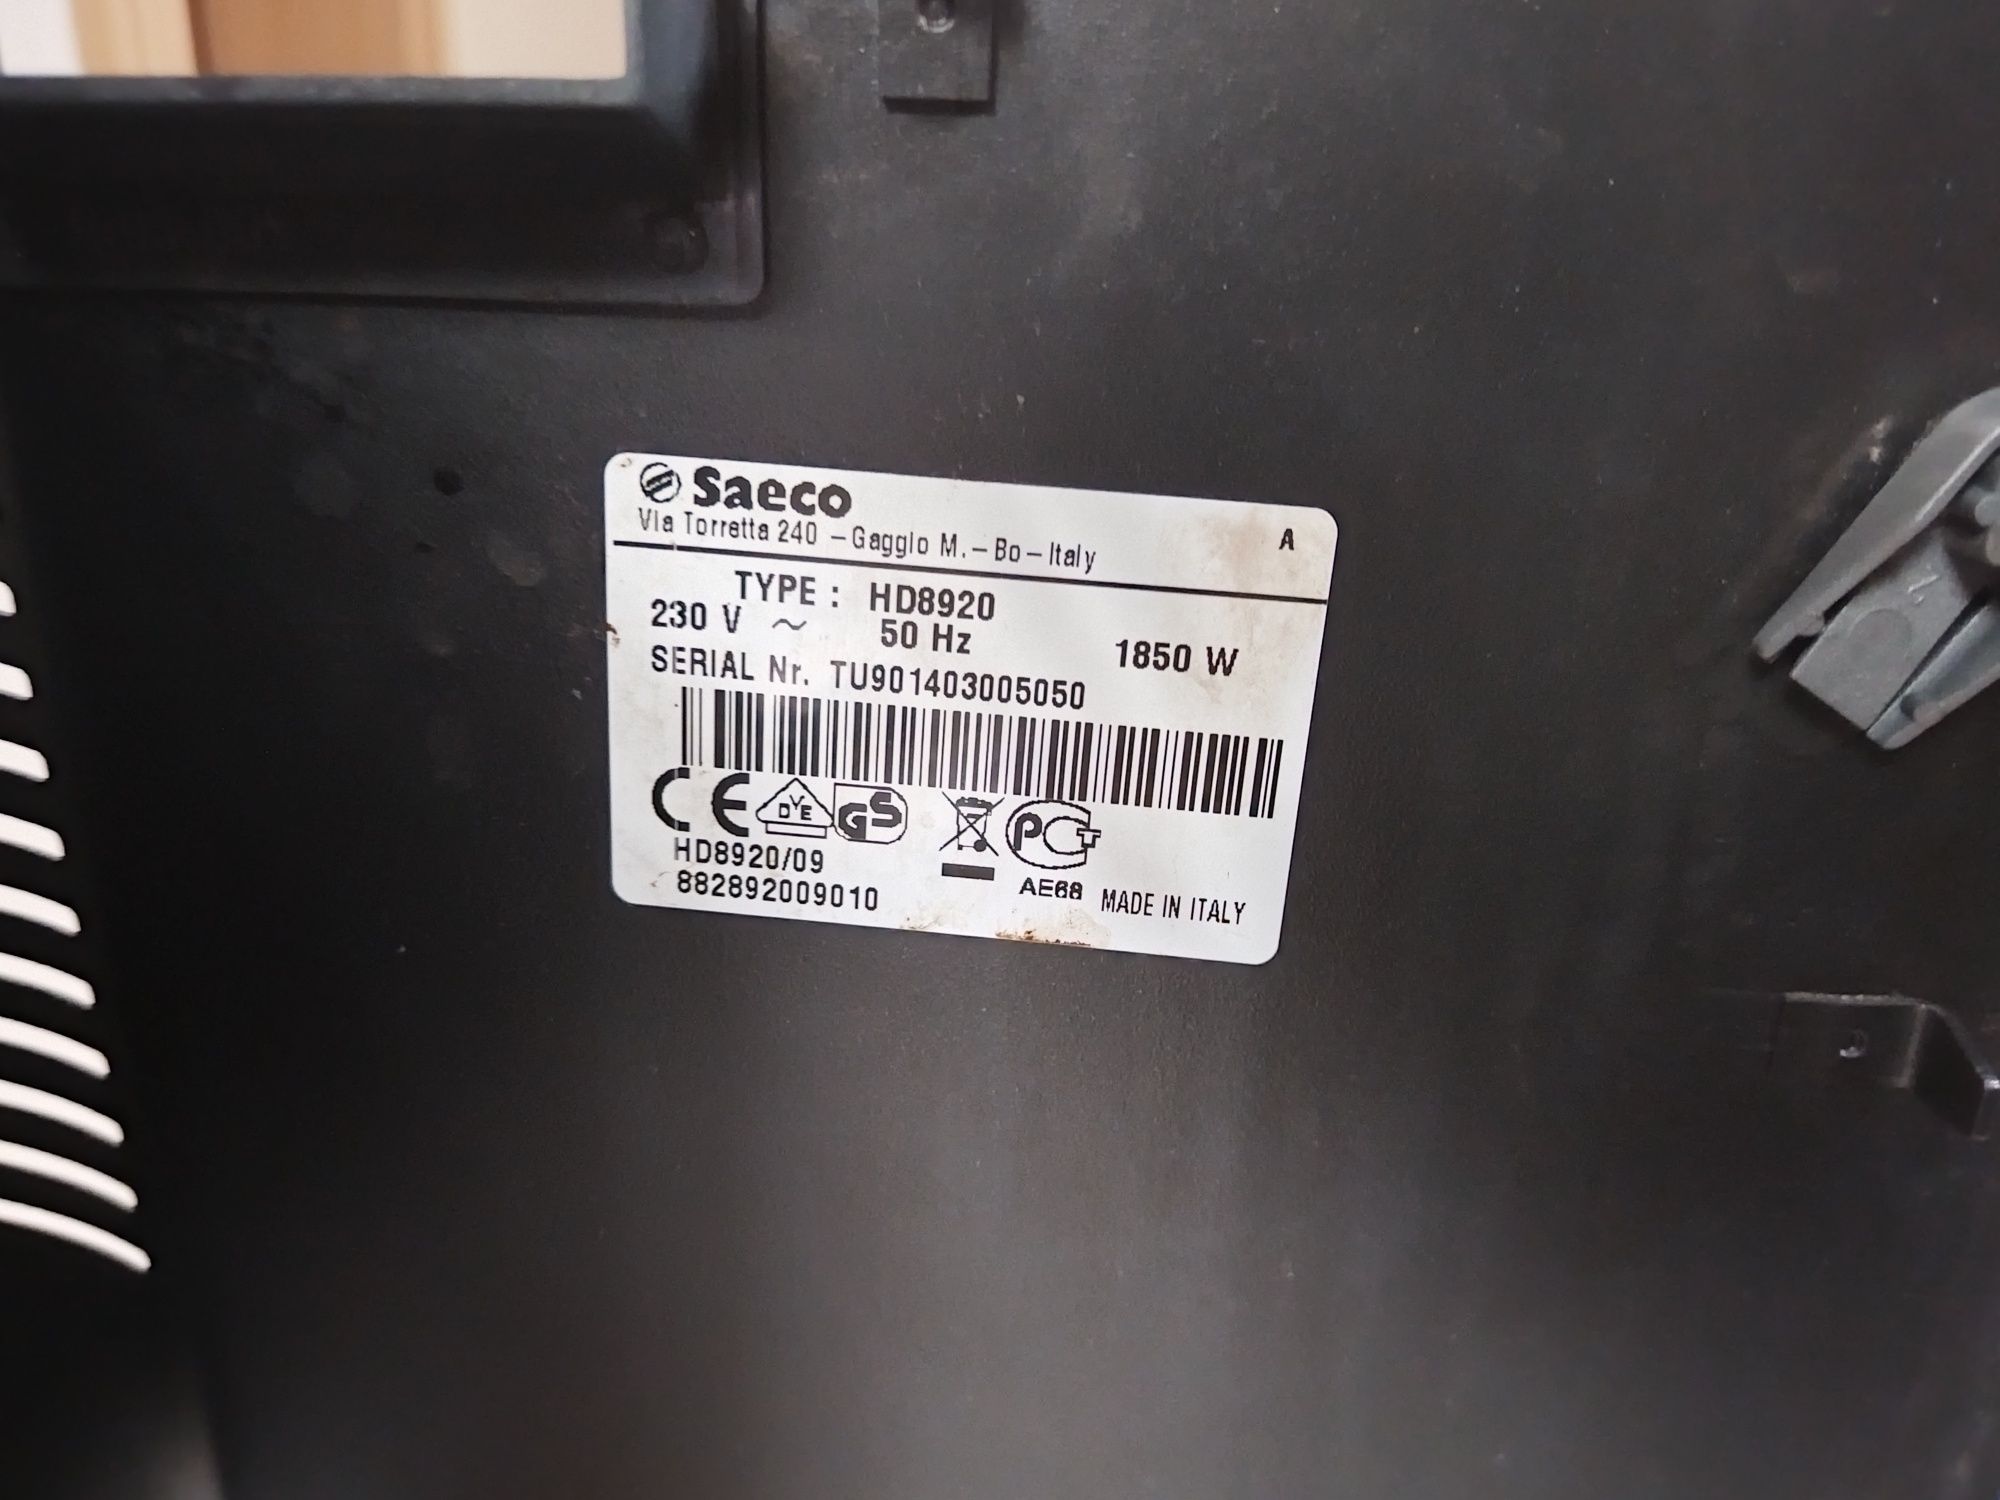 Saeco
A
Via Torretta 240 – Gaggio M. – Bo – Italy
TYPE : HD8920
230 V ~ 50 Hz 1850 W
SERIAL Nr. TU901403005050
CE DVE GS PCT
HD8920/09
AE68
882892009010
MADE IN ITALY